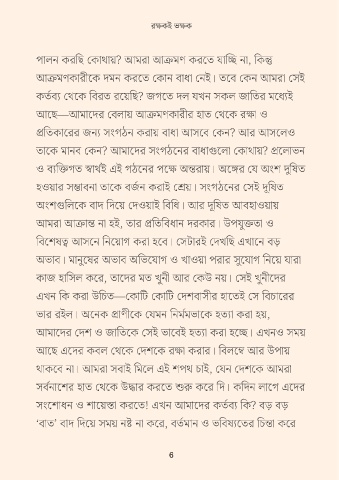 রক্ষকই ভক্ষক
পালন করছি কোথায়? আমরা আক্রমণ করতে যাচ্ছি না, কিন্তু
আক্রমণকারীকে দমন করতে কোন বাধা নেই। তবে কেন আমরা সেই
কর্তব্য থেকে বিরত রয়েছি? জগতে দল যখন সকল জাতির মধ্যেই
আছে—আমাদের বেলায় আক্রমণকারীর হাত থেকে রক্ষা ও
প্রতিকারের জন্য সংগঠন করায় বাধা আসবে কেন? আর আসলেও
তাকে মানব কেন? আমাদের সংগঠনের বাধাগুলো কোথায়? প্রলোভন
ও ব্যক্তিগত স্বার্থই এই গঠনের পক্ষে অন্তরায়। অঙ্গের যে অংশ দুষিত
হওয়ার সম্ভাবনা তাকে বর্জন করাই শ্রেয়। সংগঠনের সেই দূষিত
অংশগুলিকে বাদ দিয়ে দেওয়াই বিধি। আর দূষিত আবহাওয়ায়
আমরা আক্রান্ত না হই, তার প্রতিবিধান দরকার। উপযুক্ততা ও
বিশেষত্ব আসনে নিয়োগ করা হবে। সেটারই দেখছি এখানে বড়
অভাব। মানুষের অভাব অভিযোগ ও খাওয়া পরার সুযোগ নিয়ে যারা
কাজ হাসিল করে, তাদের মত খুনী আর কেউ নয়। সেই খুনীদের
এখন কি করা উচিত—কোটি কোটি দেশবাসীর হাতেই সে বিচারের
ভার রইল। অনেক প্রাণীকে যেমন নির্মমভাবে হত্যা করা হয়,
আমাদের দেশ ও জাতিকে সেই ভাবেই হত্যা করা হচ্ছে। এখনও সময়
আছে এদের কবল থেকে দেশকে রক্ষা করার। বিলম্বে আর উপায়
থাকবে না। আমরা সবাই মিলে এই শপথ চাই, যেন দেশকে আমরা
সর্বনাশের হাত থেকে উদ্ধার করতে শুরু করে দি। কদিন লাগে এদের
সংশোধন ও শায়েস্তা করতে! এখন আমাদের কর্তব্য কি? বড় বড়
‘বাত’ বাদ দিয়ে সময় নষ্ট না করে, বর্তমান ও ভবিষ্যতের চিন্তা করে
6